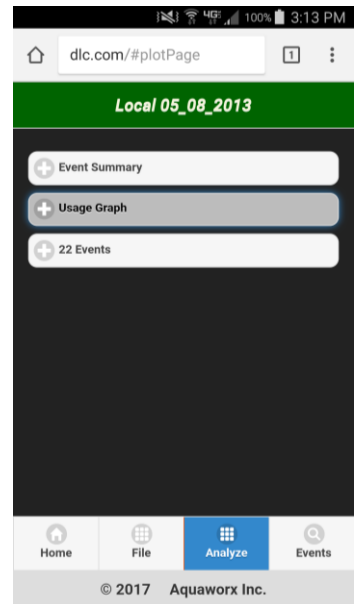 4G 100% 3:13 PM
dlc.com/#plotPage 1
Local 05_08_2013
Event Summary
Usage Graph
22 Events
Home File Analyze Events
© 2017 Aquaworx Inc.